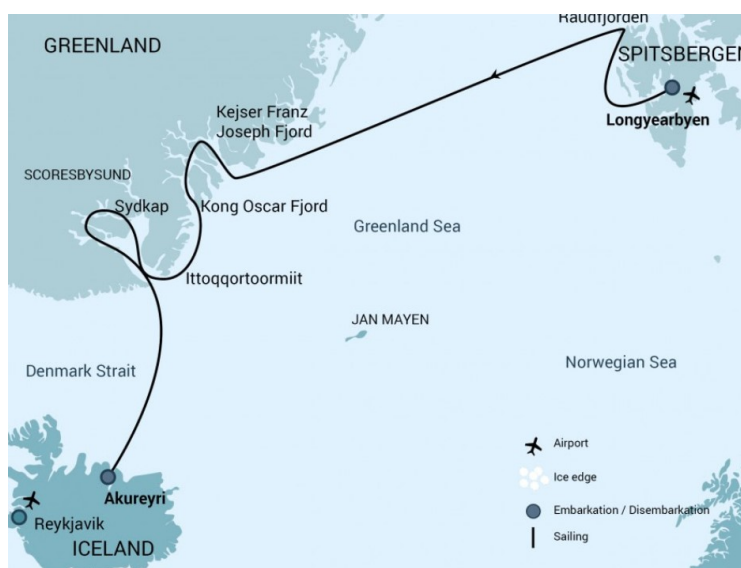 Raudfjorden
GREENLAND
SPITSBERGEN
Longyearbyen
Kejser Franz
Joseph Fjord
SCORESBYSUND
Sydkap
Kong Oscar Fjord
Greenland Sea
Ittoqqortoormiit
JAN MAYEN
Denmark Strait
Norwegian Sea
Airport
Ice edge
Embarkation / Disembarkation
Sailing
Akureyri
Reykjavik
ICELAND